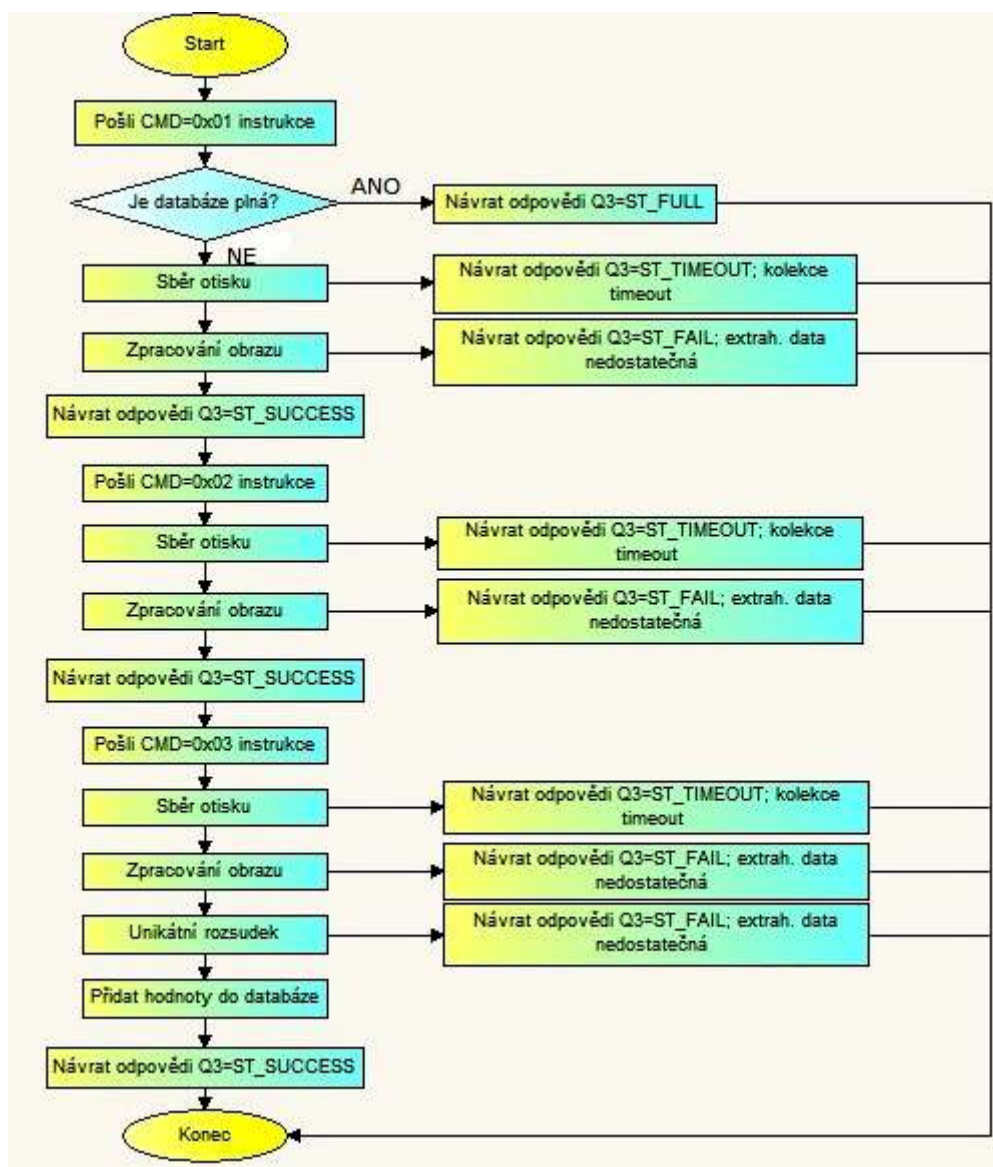 Start
Pošli CMD=0x01 instrukce
Je databáze plná?
ANO
Návrat odpovědi Q3=ST_FULL
NE
Sběr otisku
Návrat odpovědi Q3=ST_TIMEOUT; kolekce
timeout
Zpracování obrazu
Návrat odpovědi Q3=ST_FAIL; extrah. data
nedostatečná
Návrat odpovědi Q3=ST_SUCCESS
Pošli CMD=0x02 instrukce
Sběr otisku
Návrat odpovědi Q3=ST_TIMEOUT; kolekce
timeout
Zpracování obrazu
Návrat odpovědi Q3=ST_FAIL; extrah. data
nedostatečná
Návrat odpovědi Q3=ST_SUCCESS
Pošli CMD=0x03 instrukce
Sběr otisku
Návrat odpovědi Q3=ST_TIMEOUT; kolekce
timeout
Zpracování obrazu
Návrat odpovědi Q3=ST_FAIL; extrah. data
nedostatečná
Unikátní rozsudek
Návrat odpovědi Q3=ST_FAIL; extrah. data
nedostatečná
Přidat hodnoty do databáze
Návrat odpovědi Q3=ST_SUCCESS
Konec